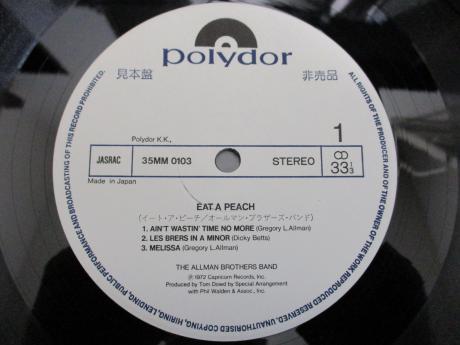 polydor
見本盤
非売品
Polydor K.K.,
1
JASRAC
35MM 0103
STEREO
CD
33 1/3
Made in Japan
EAT A PEACH
(イート・ア・ピーチ/オールマン・ブラザーズ・バンド)
1. AIN'T WASTIN' TIME NO MORE (Gregory L.Allman)
2. LES BRERS IN A MINOR (Dicky Betts)
3. MELISSA (Gregory L.Allman)
THE ALLMAN BROTHERS BAND
Ⓟ1972 Capricorn Records, Inc.
Produced by Tom Dowd by Special Arrangement
with Phil Walden & Assoc, Inc.
ALL RIGHTS OF THE PRODUCER AND OF THE OWNER OF THE WORK REPRODUCED RESERVED. UNAUTHORISED COPYING, HIRING, LENDING, PUBLIC PERFORMANCE AND BROADCASTING OF THIS RECORD PROHIBITED.